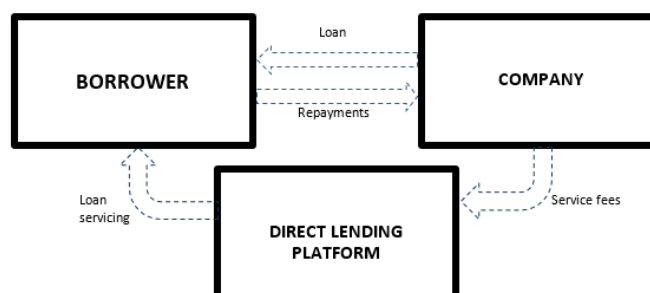 Loan
BORROWER
COMPANY
Repayments
Loan
servicing
Service fees
DIRECT LENDING
PLATFORM